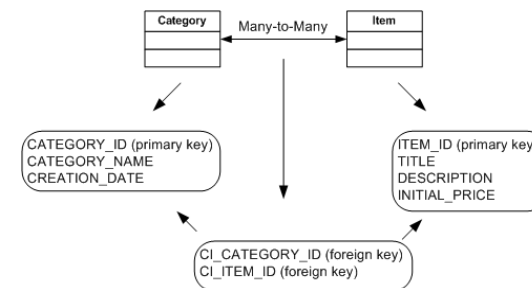 Category
Many-to-Many
Item
CATEGORY_ID (primary key)
CATEGORY_NAME
CREATION_DATE
ITEM_ID (primary key
TITLE
DESCRIPTION
INITIAL_PRICE
CI_CATEGORY_ID (foreign key)
CI_ITEM_ID (foreign key)